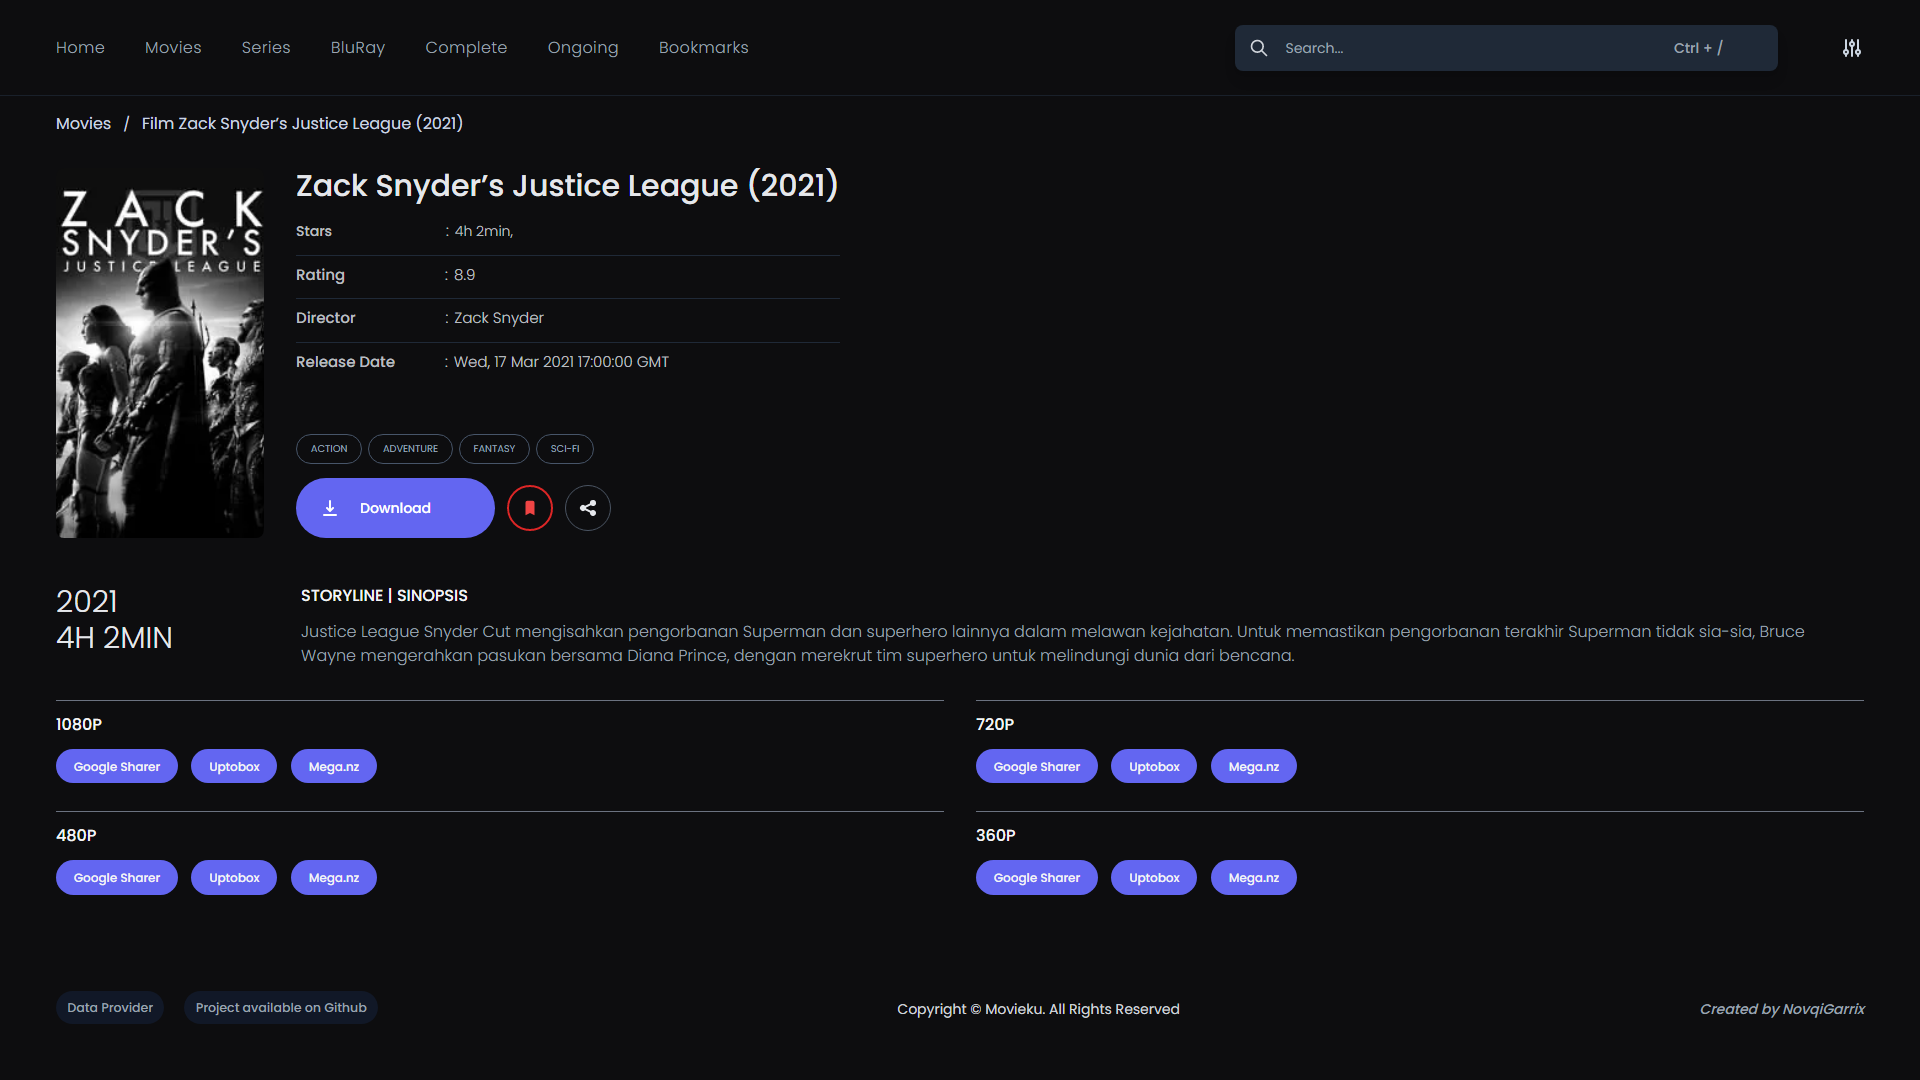 Home Movies Series BluRay Complete Ongoing Bookmarks Search... Ctrl + /
Movies / Film Zack Snyder’s Justice League (2021)
ZACK
SNYDER'S
JUSTICE LEAGUE
Zack Snyder’s Justice League (2021)
Stars : 4h 2min,
Rating : 8.9
Director : Zack Snyder
Release Date : Wed, 17 Mar 2021 17:00:00 GMT
ACTION ADVENTURE FANTASY SCI-FI
Download
2021
4H 2MIN
STORYLINE | SINOPSIS
Justice League Snyder Cut mengisahkan pengorbanan Superman dan superhero lainnya dalam melawan kejahatan. Untuk memastikan pengorbanan terakhir Superman tidak sia-sia, Bruce
Wayne mengerahkan pasukan bersama Diana Prince, dengan merekrut tim superhero untuk melindungi dunia dari bencana.
1080P
Google Sharer Uptobox Mega.nz
720P
Google Sharer Uptobox Mega.nz
480P
Google Sharer Uptobox Mega.nz
360P
Google Sharer Uptobox Mega.nz
Data Provider Project available on Github Copyright © Movieku. All Rights Reserved Created by NovqiGarrix